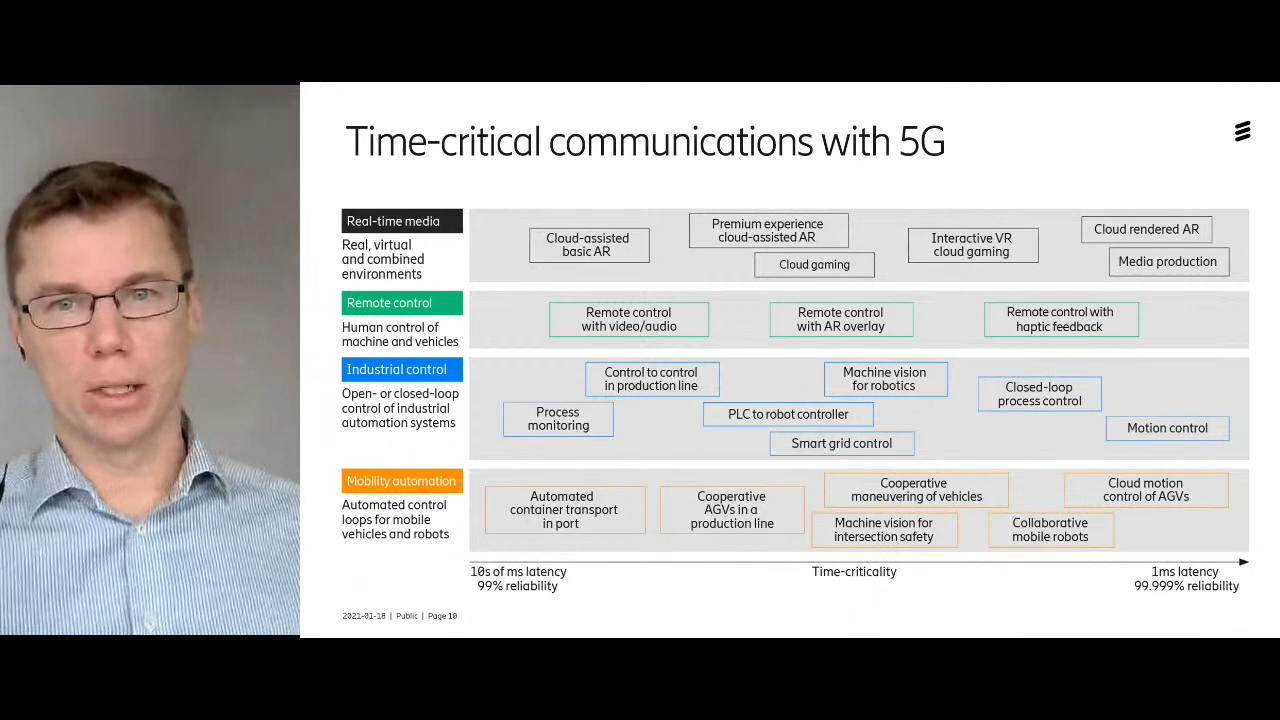 Time-critical communications with 5G
Real-time media
Real, virtual
and combined
environments
Cloud-assisted
basic AR
Premium experience
cloud-assisted AR
Cloud gaming
Interactive VR
cloud gaming
Cloud rendered AR
Media production
Remote control
Human control of
machine and vehicles
Remote control
with video/audio
Remote control
with AR overlay
Remote control with
haptic feedback
Industrial control
Open- or closed-loop
control of industrial
automation systems
Process
monitoring
Control to control
in production line
PLC to robot controller
Smart grid control
Machine vision
for robotics
Closed-loop
process control
Motion control
Mobility automation
Automated control
loops for mobile
vehicles and robots
Automated
container transport
in port
Cooperative
AGVs in a
production line
Cooperative
maneuvering of vehicles
Machine vision for
intersection safety
Collaborative
mobile robots
Cloud motion
control of AGVs
10s of ms latency
99% reliability
Time-criticality
1ms latency
99.999% reliability
2021-01-18 | Public | Page 10